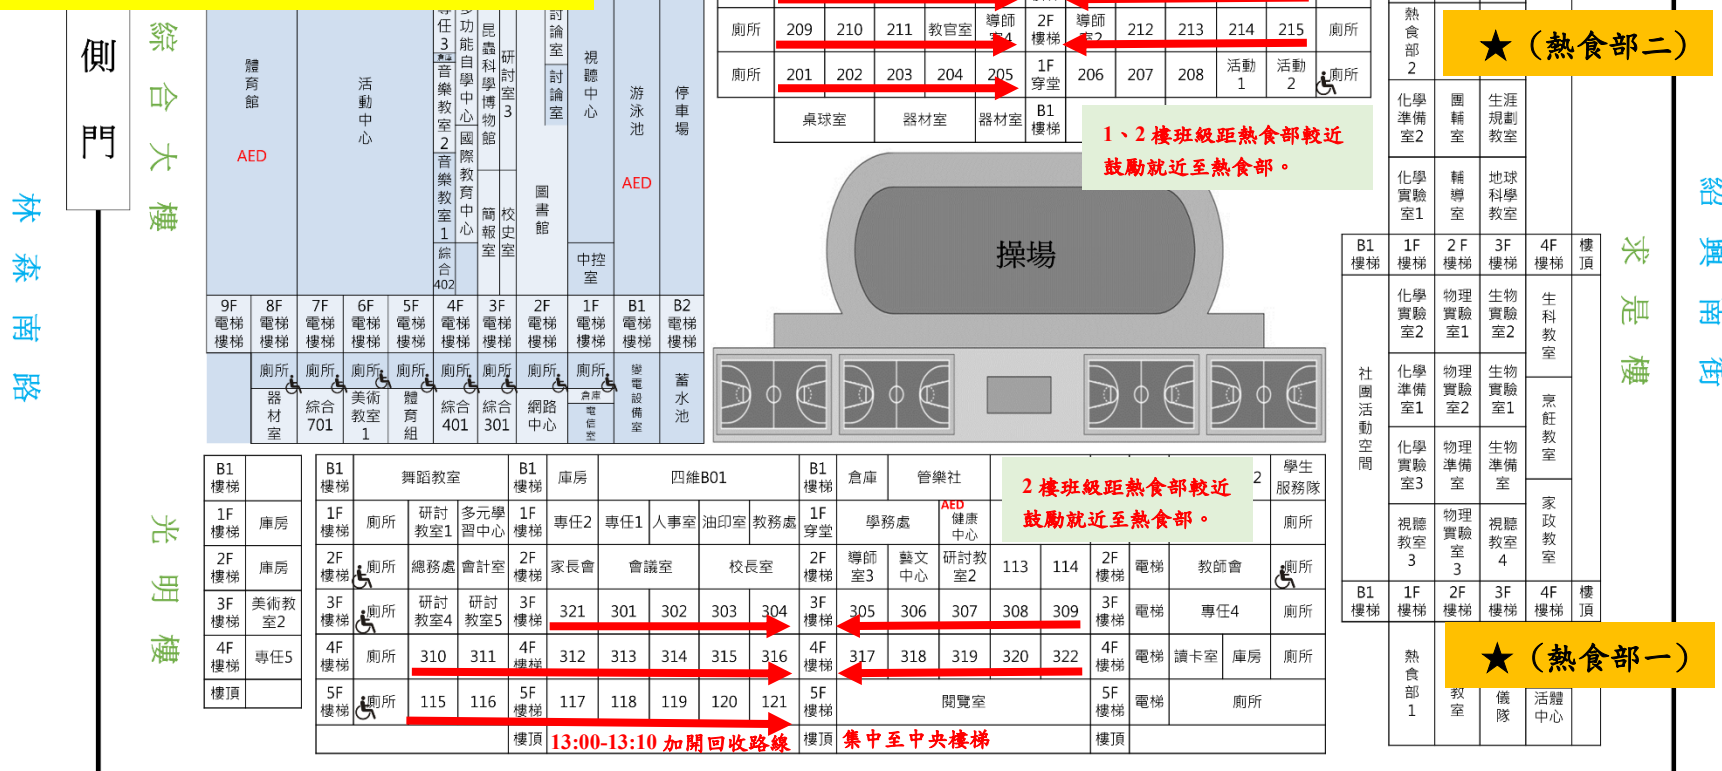 側門
綜合大樓
林森南路
光明樓
體育館
AED
活動中心
任3
倉庫
音樂教室2
音樂教室1
綜合402
功能自學中心
國際教育中心
昆蟲科學博物館
簡報室
研討室3
校史室
討論室
討論室
圖書館
視聽中心
中控室
游泳池
AED
停車場
9F電梯樓梯
8F電梯樓梯
7F電梯樓梯
6F電梯樓梯
5F電梯樓梯
4F電梯樓梯
3F電梯樓梯
2F電梯樓梯
1F電梯樓梯
B1電梯樓梯
B2電梯樓梯
廁所 廁所 廁所 廁所 廁所 廁所 廁所 廁所
器材室
綜合701
美術教室1
體育組
綜合401
綜合301
網路中心
倉庫
電信室
變電設備室
蓄水池
廁所 209 210 211 教官室 導師室4 2F樓梯 導師室2 212 213 214 215 廁所
廁所 201 202 203 204 205 1F穿堂 206 207 208 活動1 活動2 廁所
桌球室 器材室 器材室 B1樓梯
1、2 樓班級距熱食部較近
鼓勵就近至熱食部。
操場
熱食部2
★（熱食部二）
化學準備室2 團輔室 生涯規劃教室
化學實驗室1 輔導室 地球科學教室
B1樓梯 1F樓梯 2F樓梯 3F樓梯 4F樓梯 樓頂
社團活動空間
化學實驗室2 物理實驗室1 生物實驗室2 生科教室
化學準備室1 物理實驗室2 生物實驗室1 烹飪教室
化學實驗室3 物理準備室 生物準備室
視聽教室3 物理實驗室3 視聽教室4 家政教室
B1樓梯 1F樓梯 2F樓梯 3F樓梯 4F樓梯 樓頂
★（熱食部一）
熱食部1
教室
儀隊
活體中心
求是樓
紹興南街
B1樓梯
1F樓梯 庫房
2F樓梯 庫房
3F樓梯 美術教室2
4F樓梯 專任5
樓頂
B1樓梯 舞蹈教室 B1樓梯 庫房 四維B01 B1樓梯 倉庫 管樂社 2 學生服務隊
1F樓梯 廁所 研討教室1 多元學習中心 1F樓梯 專任2 專任1 人事室 油印室 教務處 1F穿堂 學務處 AED 健康中心 廁所
2 樓班級距熱食部較近
鼓勵就近至熱食部。
2F樓梯 廁所 總務處 會計室 2F樓梯 家長會 會議室 校長室 2F樓梯 導師室3 藝文中心 研討教室2 113 114 2F樓梯 電梯 教師會 廁所
3F樓梯 廁所 研討教室4 研討教室5 3F樓梯 321 301 302 303 304 3F樓梯 305 306 307 308 309 3F樓梯 電梯 專任4 廁所
4F樓梯 廁所 310 311 4F樓梯 312 313 314 315 316 4F樓梯 317 318 319 320 322 4F樓梯 電梯 讀卡室 庫房 廁所
5F樓梯 廁所 115 116 5F樓梯 117 118 119 120 121 5F樓梯 閱覽室 5F樓梯 電梯 廁所
樓頂 13:00-13:10 加開回收路線 樓頂 集中至中央樓梯 樓頂